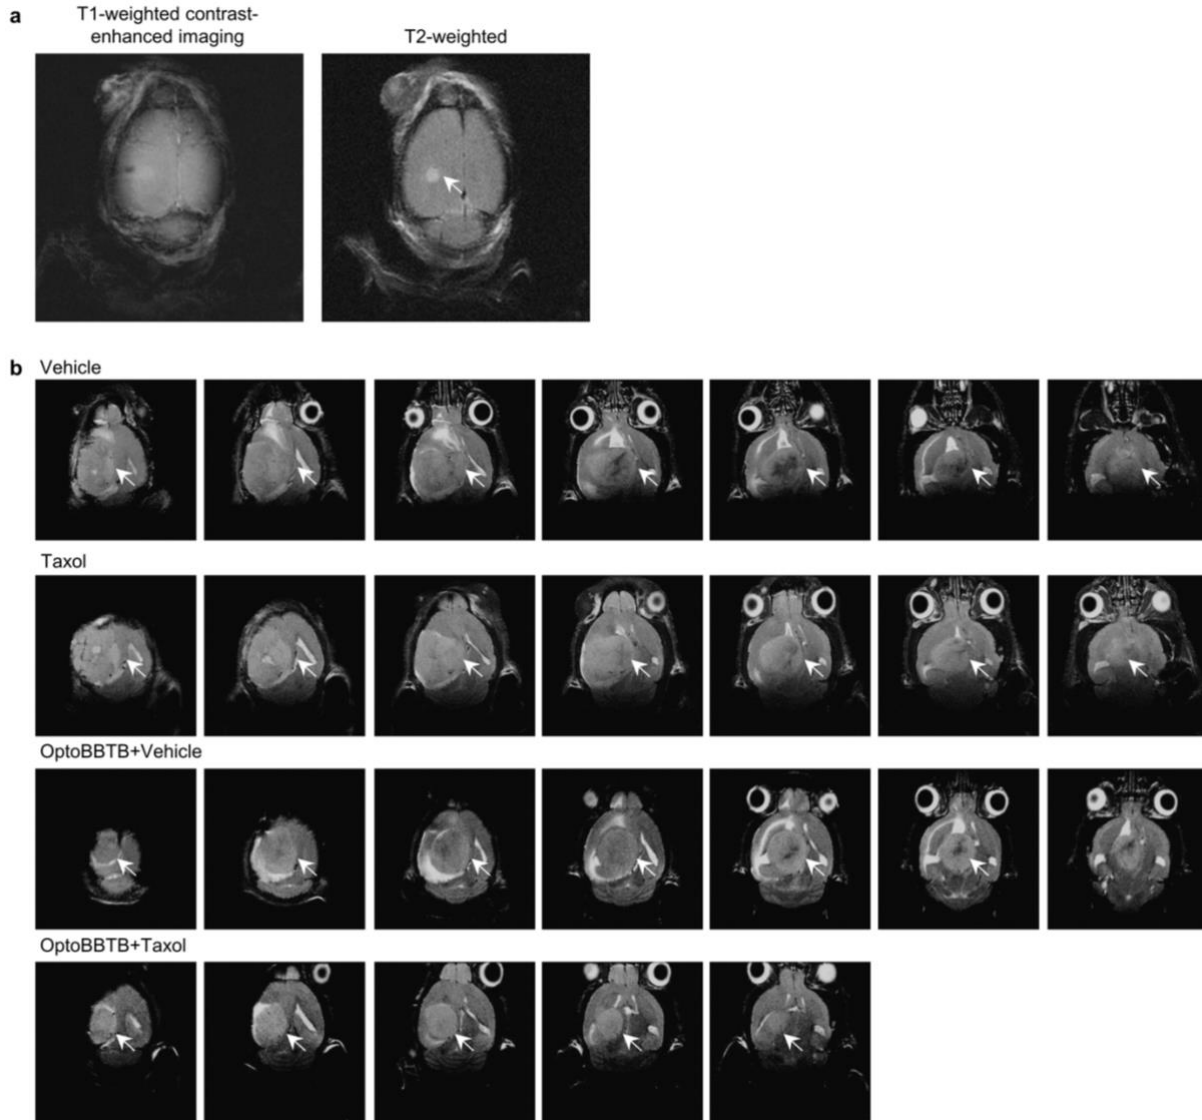 a
T1-weighted contrast-
enhanced imaging
T2-weighted
b
Vehicle
Taxol
OptoBBTB+Vehicle
OptoBBTB+Taxol